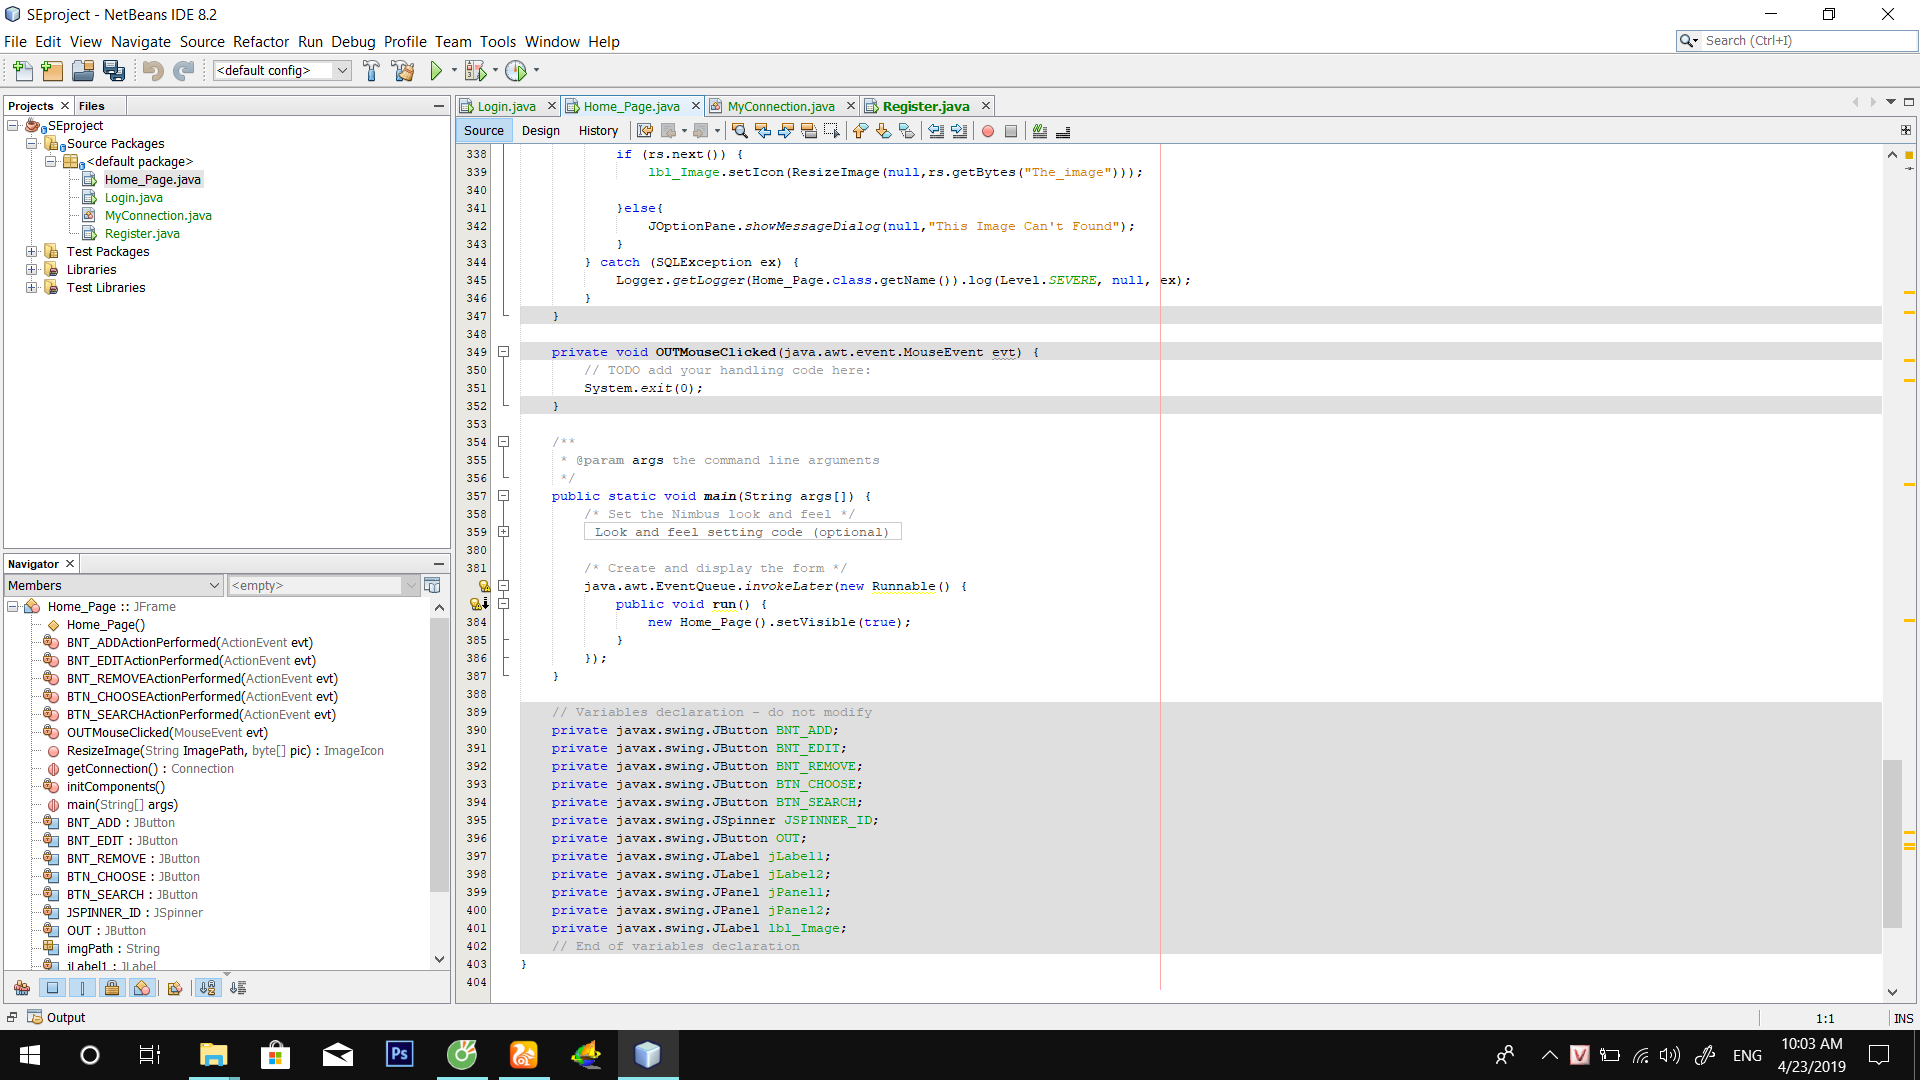 SEproject - NetBeans IDE 8.2
File Edit View Navigate Source Refactor Run Debug Profile Team Tools Window Help
Search (Ctrl+I)
<default config>
Projects Files
SEproject
Source Packages
<default package>
Home_Page.java
Login.java
MyConnection.java
Register.java
Test Packages
Libraries
Test Libraries
Navigator
Members <empty>
Home_Page :: JFrame
Home_Page()
BNT_ADDActionPerformed(ActionEvent evt)
BNT_EDITActionPerformed(ActionEvent evt)
BNT_REMOVEActionPerformed(ActionEvent evt)
BTN_CHOOSEActionPerformed(ActionEvent evt)
BTN_SEARCHActionPerformed(ActionEvent evt)
OUTMouseClicked(MouseEvent evt)
ResizeImage(String ImagePath, byte[] pic) : ImageIcon
getConnection() : Connection
initComponents()
main(String[] args)
BNT_ADD : JButton
BNT_EDIT : JButton
BNT_REMOVE : JButton
BTN_CHOOSE : JButton
BTN_SEARCH : JButton
JSPINNER_ID : JSpinner
OUT : JButton
imgPath : String
jLabel1 : JLabel
Login.java Home_Page.java MyConnection.java Register.java
Source Design History
338 if (rs.next()) {
339 lbl_Image.setIcon(ResizeImage(null,rs.getBytes("The_image")));
340
341 }else{
342 JOptionPane.showMessageDialog(null,"This Image Can't Found");
343 }
344 } catch (SQLException ex) {
345 Logger.getLogger(Home_Page.class.getName()).log(Level.SEVERE, null, ex);
346 }
347 }
348
349 private void OUTMouseClicked(java.awt.event.MouseEvent evt) {
350 // TODO add your handling code here:
351 System.exit(0);
352 }
353
354 /**
355 * @param args the command line arguments
356 */
357 public static void main(String args[]) {
358 /* Set the Nimbus look and feel */
359 Look and feel setting code (optional)
380
381 /* Create and display the form */
java.awt.EventQueue.invokeLater(new Runnable() {
public void run() {
384 new Home_Page().setVisible(true);
385 }
386 });
387 }
388
389 // Variables declaration - do not modify
390 private javax.swing.JButton BNT_ADD;
391 private javax.swing.JButton BNT_EDIT;
392 private javax.swing.JButton BNT_REMOVE;
393 private javax.swing.JButton BTN_CHOOSE;
394 private javax.swing.JButton BTN_SEARCH;
395 private javax.swing.JSpinner JSPINNER_ID;
396 private javax.swing.JButton OUT;
397 private javax.swing.JLabel jLabel1;
398 private javax.swing.JLabel jLabel2;
399 private javax.swing.JPanel jPanel1;
400 private javax.swing.JPanel jPanel2;
401 private javax.swing.JLabel lbl_Image;
402 // End of variables declaration
403 }
404
Output
1:1 INS
Ps
V
ENG
10:03 AM
4/23/2019